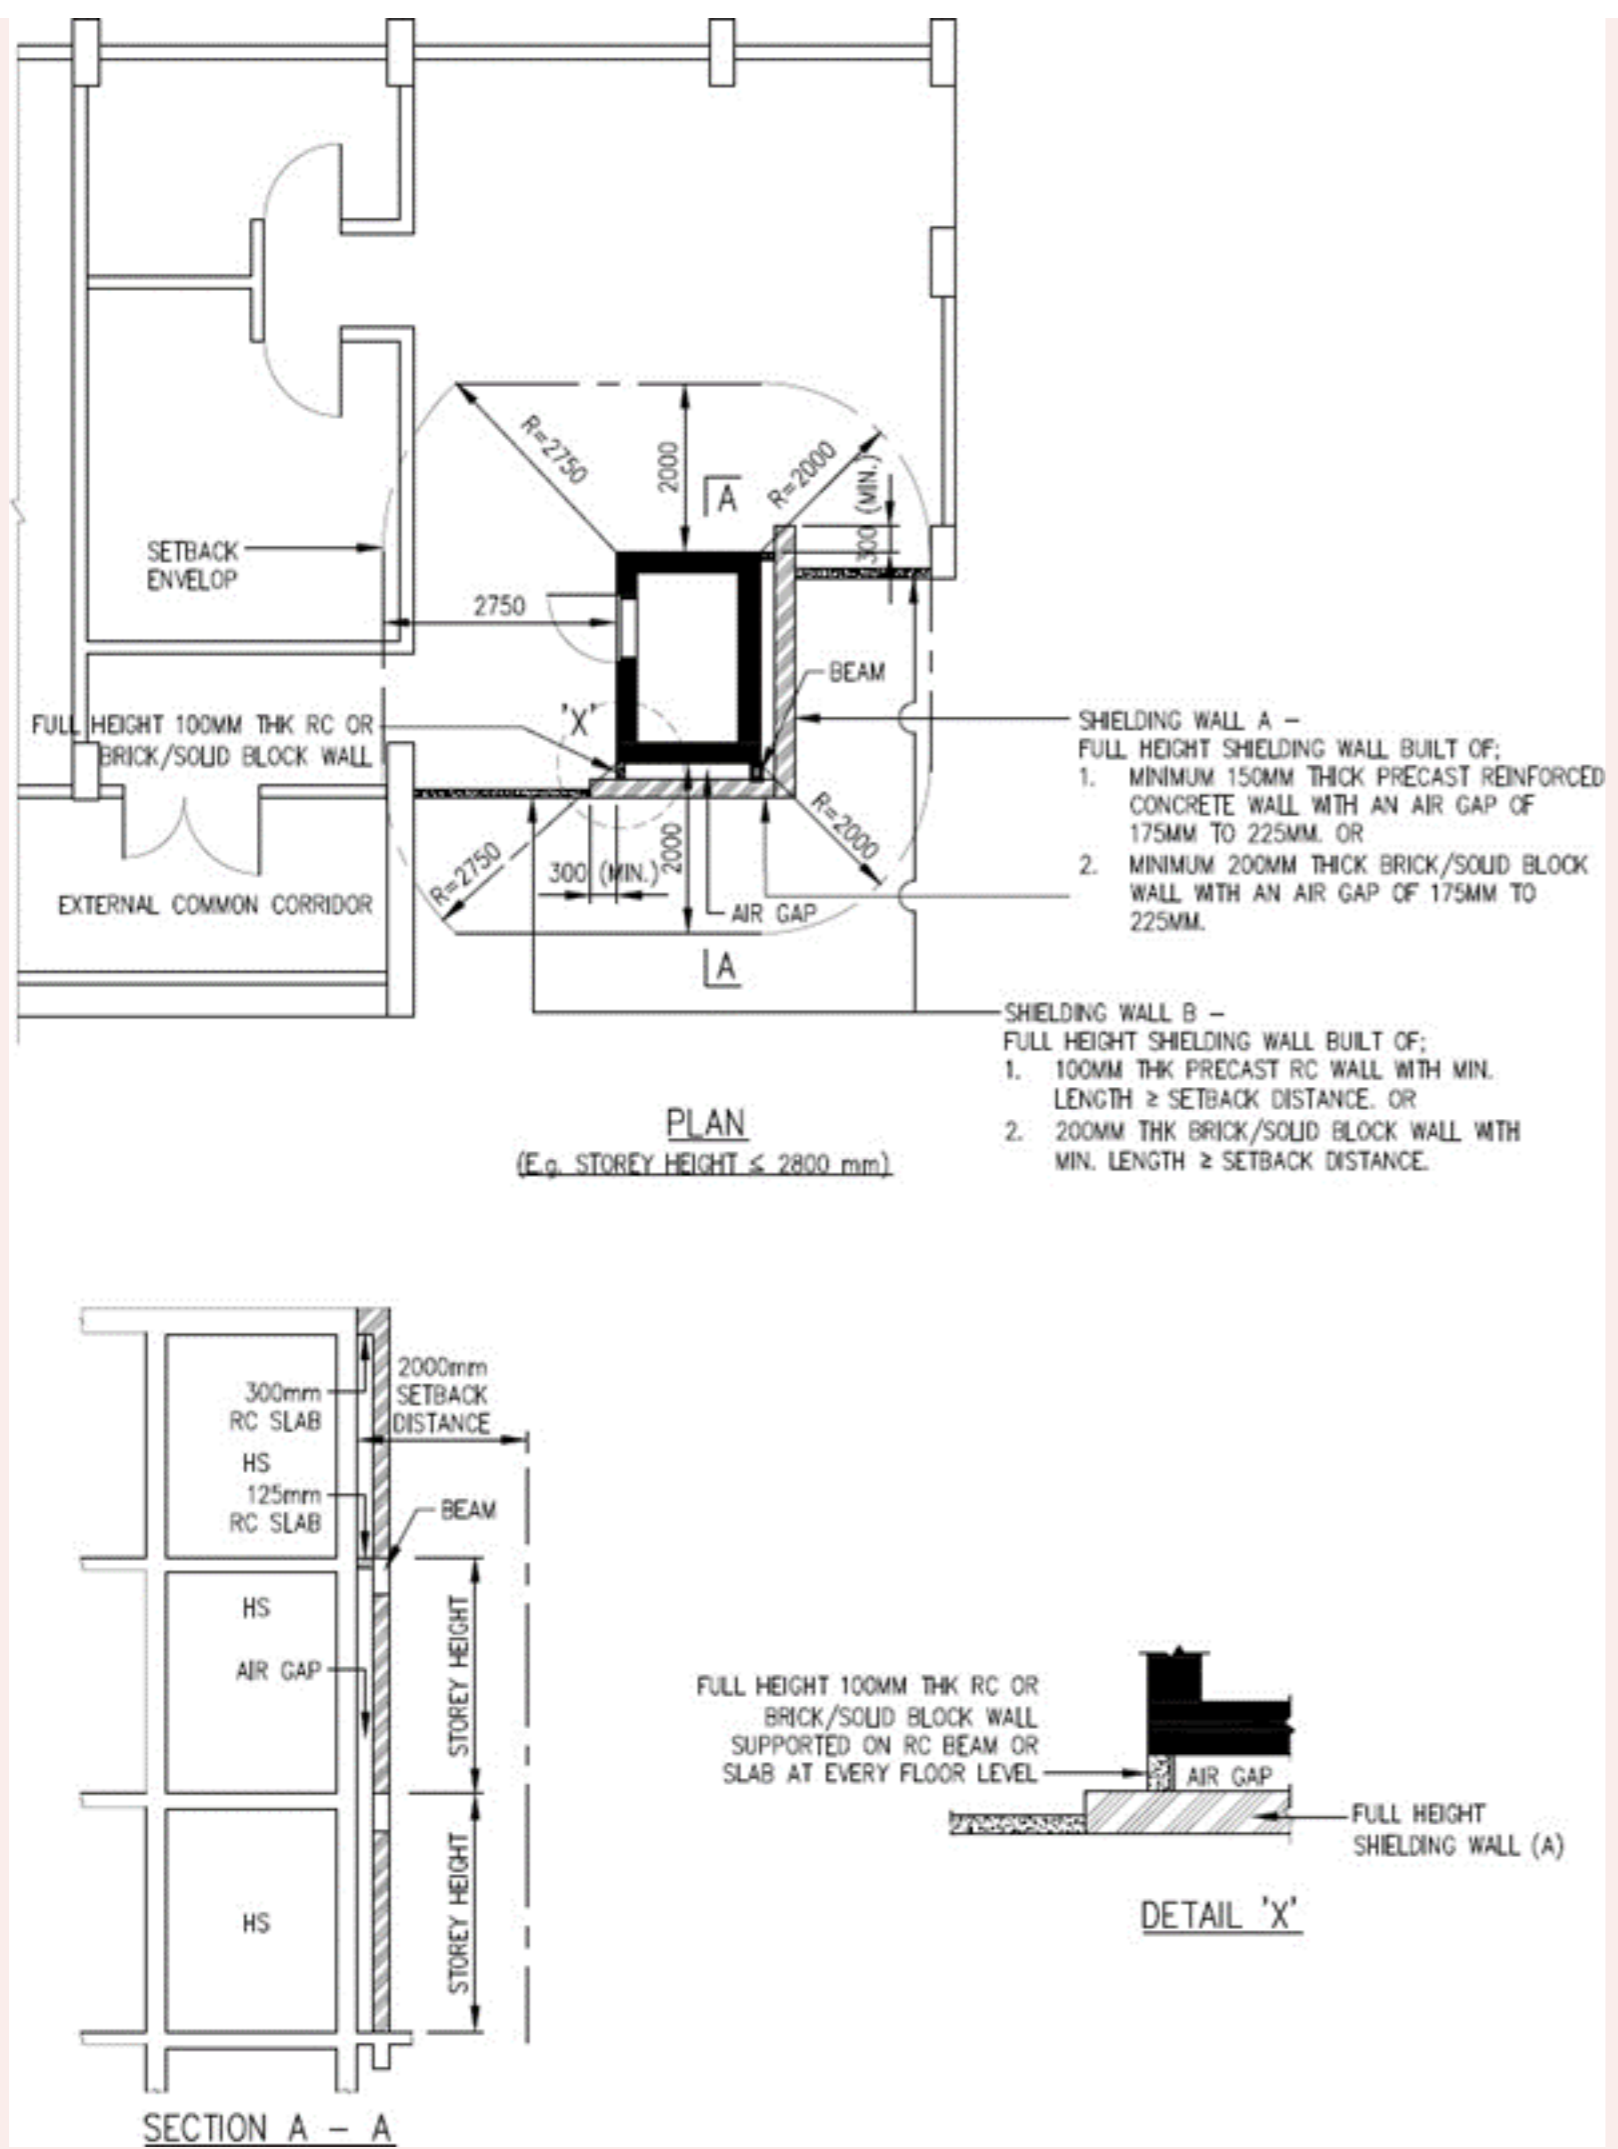 R=2750
2000
A
R=2000
300 (MIN.)
SETBACK
ENVELOP
2750
BEAM
FULL HEIGHT 100MM THK RC OR
BRICK/SOLID BLOCK WALL
'X'
SHIELDING WALL A –
FULL HEIGHT SHIELDING WALL BUILT OF;
1. MINIMUM 150MM THICK PRECAST REINFORCED
CONCRETE WALL WITH AN AIR GAP OF
175MM TO 225MM. OR
2. MINIMUM 200MM THICK BRICK/SOLID BLOCK
WALL WITH AN AIR GAP OF 175MM TO
225MM.
R=2750
300 (MIN.)
2000
R=2000
EXTERNAL COMMON CORRIDOR
AIR GAP
A
SHIELDING WALL B –
FULL HEIGHT SHIELDING WALL BUILT OF;
1. 100MM THK PRECAST RC WALL WITH MIN.
LENGTH ≥ SETBACK DISTANCE. OR
2. 200MM THK BRICK/SOLID BLOCK WALL WITH
MIN. LENGTH ≥ SETBACK DISTANCE.
PLAN
(E.g. STOREY HEIGHT ≤ 2800 mm)
300mm
RC SLAB
2000mm
SETBACK
DISTANCE
HS
125mm
RC SLAB
BEAM
HS
AIR GAP
STOREY HEIGHT
HS
STOREY HEIGHT
SECTION A – A
FULL HEIGHT 100MM THK RC OR
BRICK/SOLID BLOCK WALL
SUPPORTED ON RC BEAM OR
SLAB AT EVERY FLOOR LEVEL
AIR GAP
FULL HEIGHT
SHIELDING WALL (A)
DETAIL 'X'